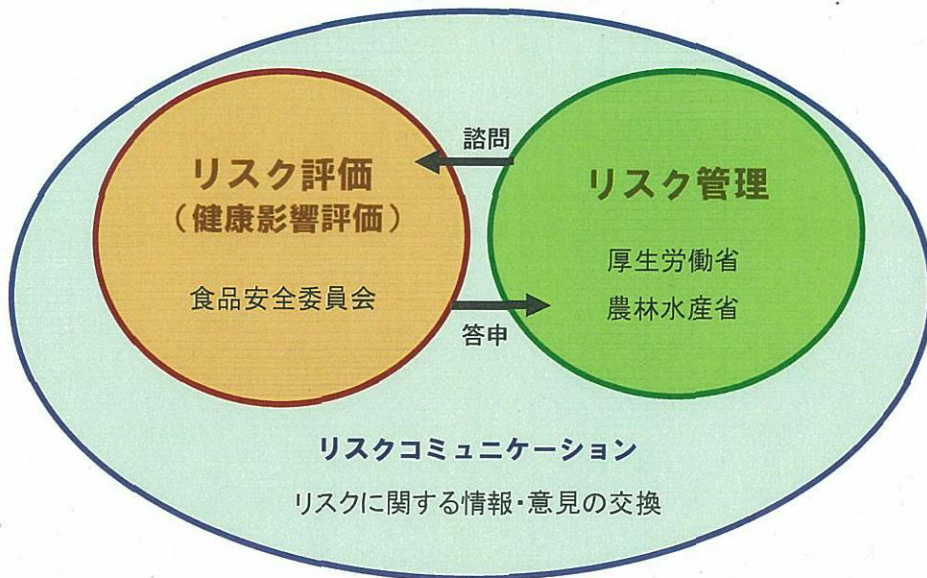 諮問
リスク評価
（健康影響評価）
食品安全委員会
リスク管理
厚生労働省
農林水産省
答申
リスクコミュニケーション
リスクに関する情報・意見の交換